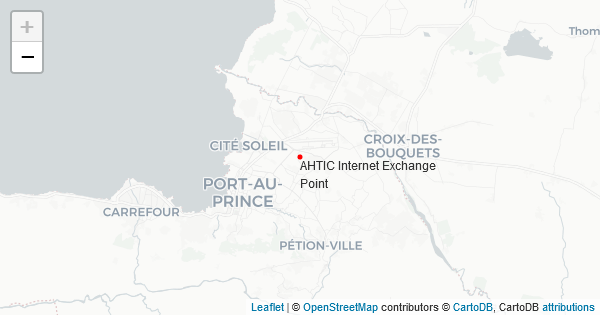 +
−
Thom
CITÉ SOLEIL
CROIX-DES-
BOUQUETS
AHTIC Internet Exchange
Point
PORT-AU-
PRINCE
CARREFOUR
PÉTION-VILLE
Leaflet | © OpenStreetMap contributors © CartoDB, CartoDB attributions